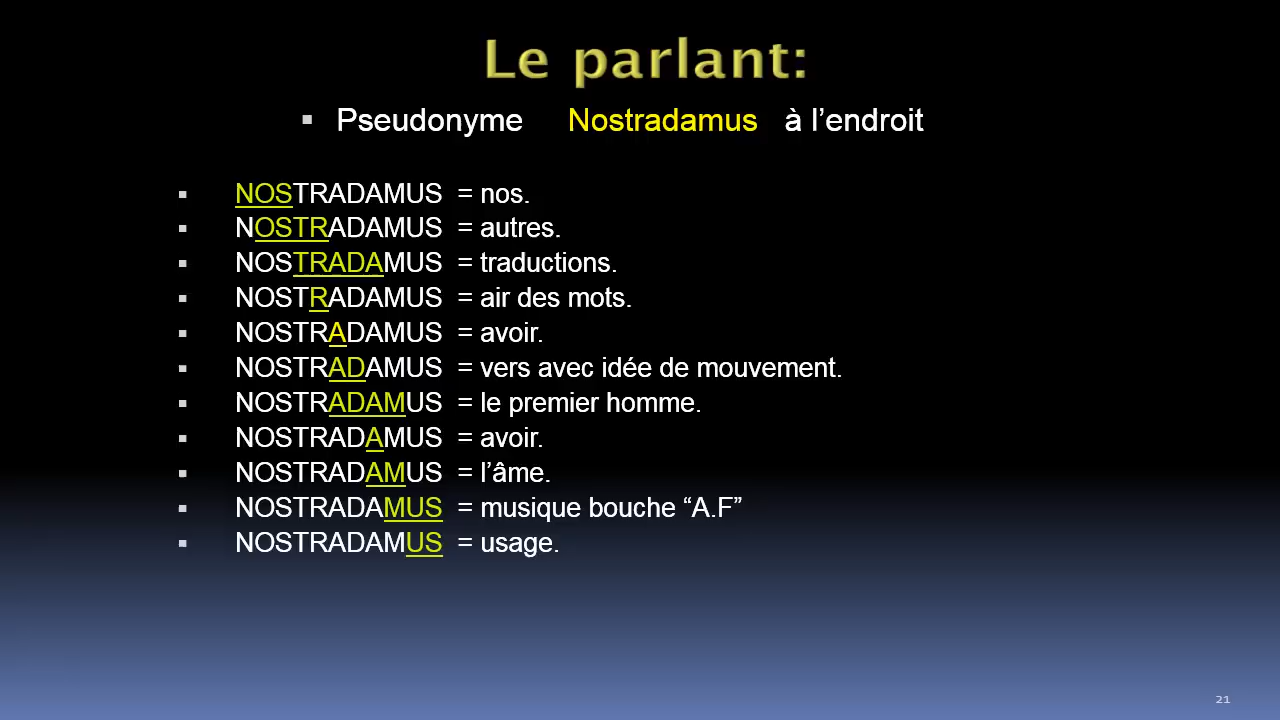 Le parlant:
▪ Pseudonyme Nostradamus à l’endroit
▪ NOSTRADAMUS = nos.
▪ NOSTRADAMUS = autres.
▪ NOSTRADAMUS = traductions.
▪ NOSTRADAMUS = air des mots.
▪ NOSTRADAMUS = avoir.
▪ NOSTRADAMUS = vers avec idée de mouvement.
▪ NOSTRADAMUS = le premier homme.
▪ NOSTRADAMUS = avoir.
▪ NOSTRADAMUS = l’âme.
▪ NOSTRADAMUS = musique bouche “A.F”
▪ NOSTRADAMUS = usage.
21